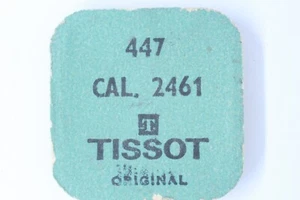 447
CAL. 2461
T
TISSOT
ORIGINAL